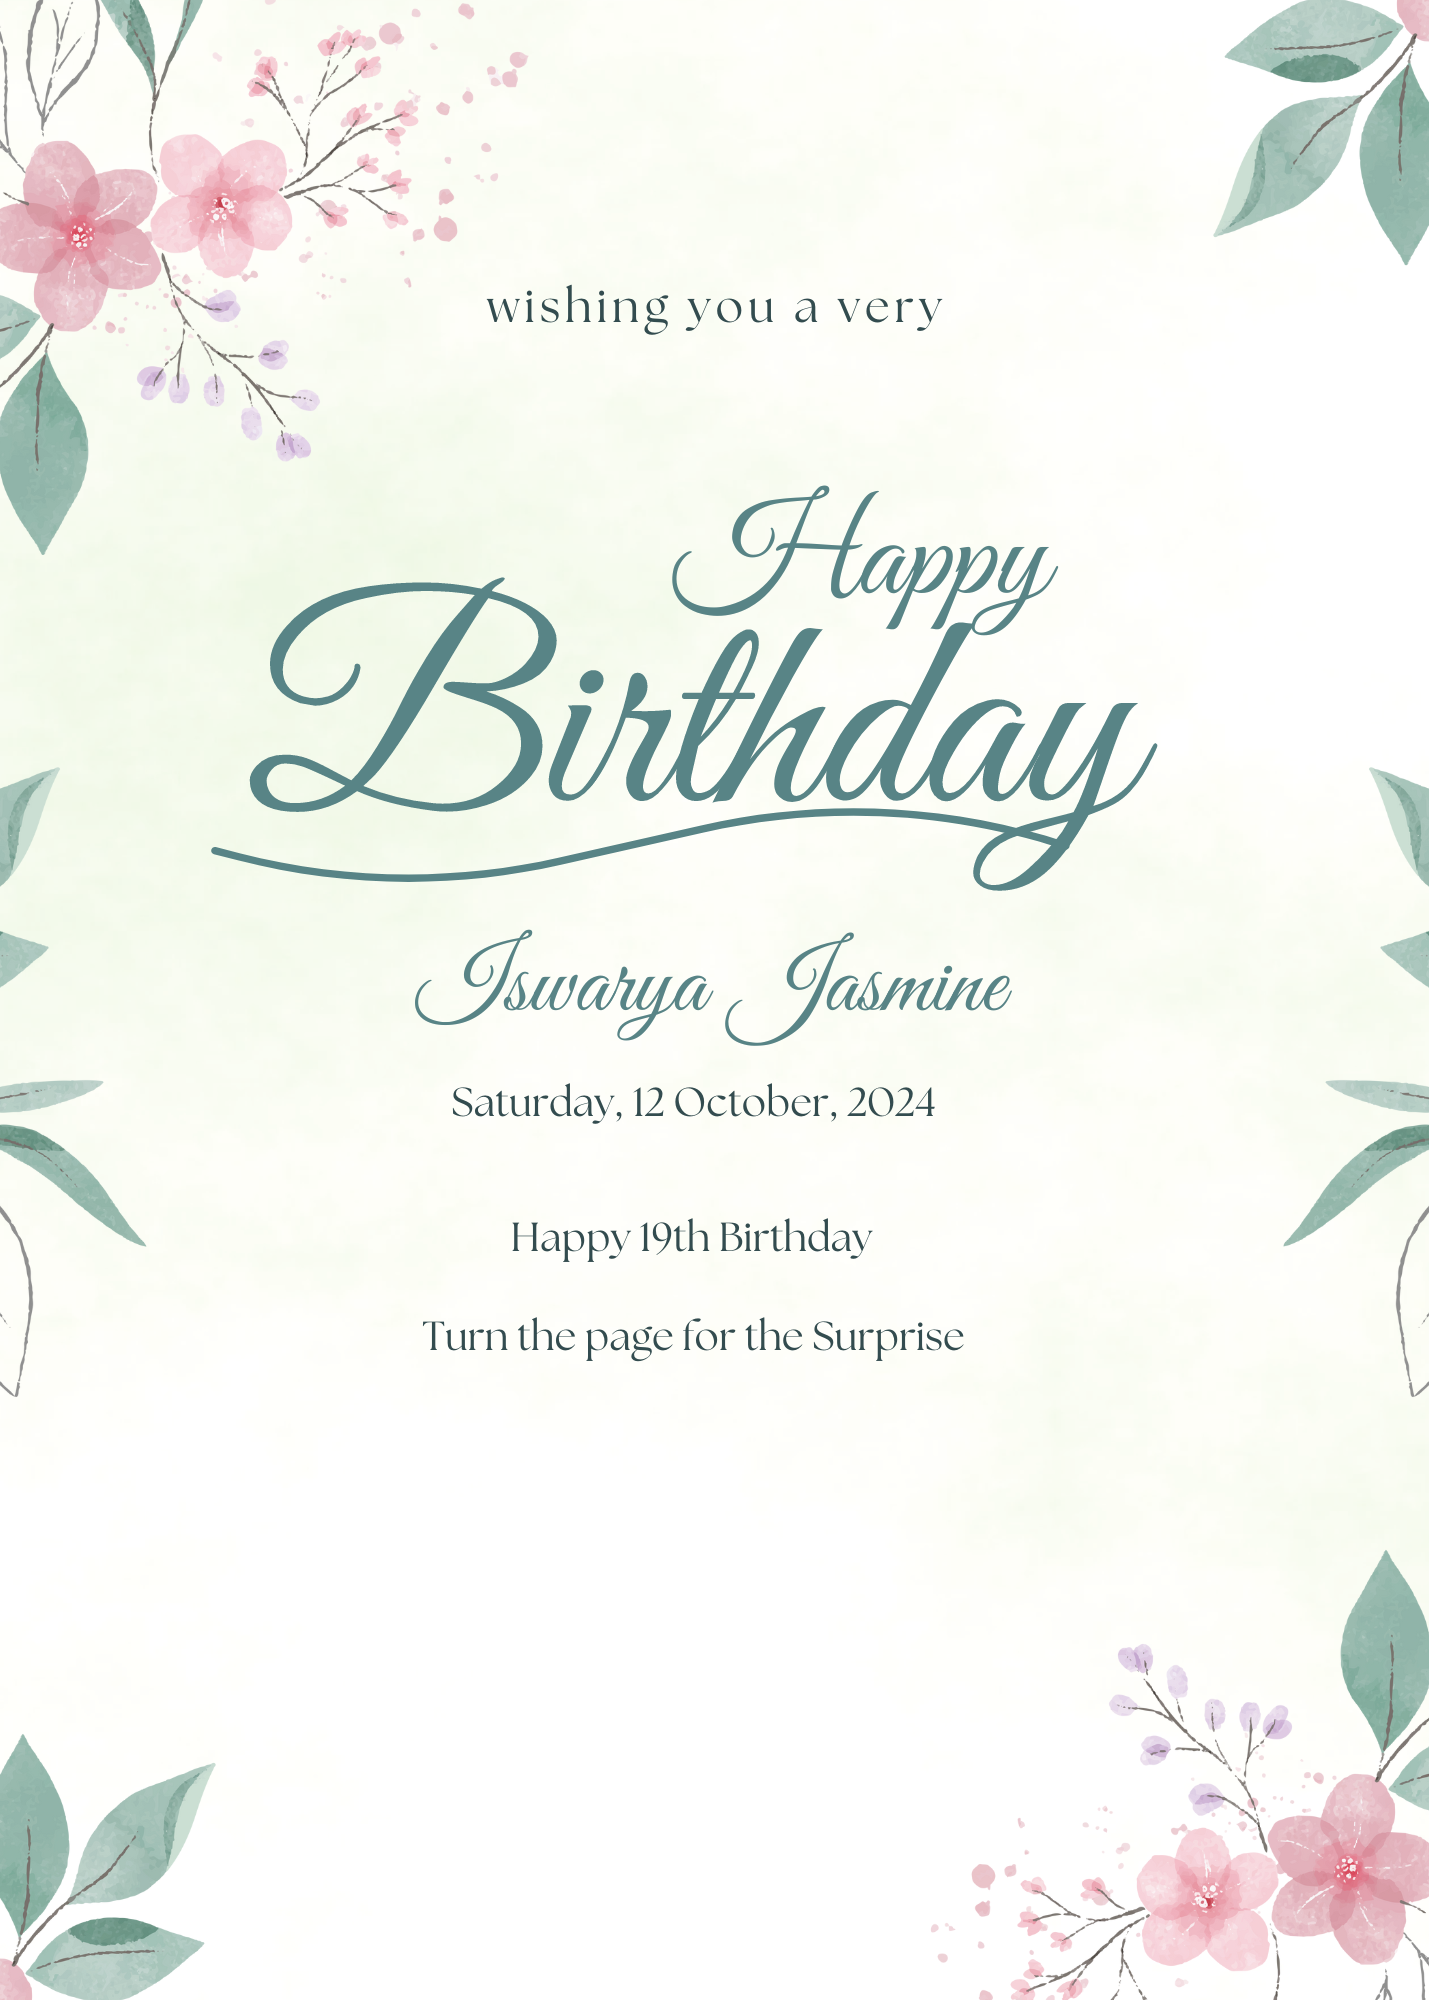 wishing you a very
Happy
Birthday
Iswarya Jasmine
Saturday, 12 October, 2024
Happy 19th Birthday
Turn the page for the Surprise